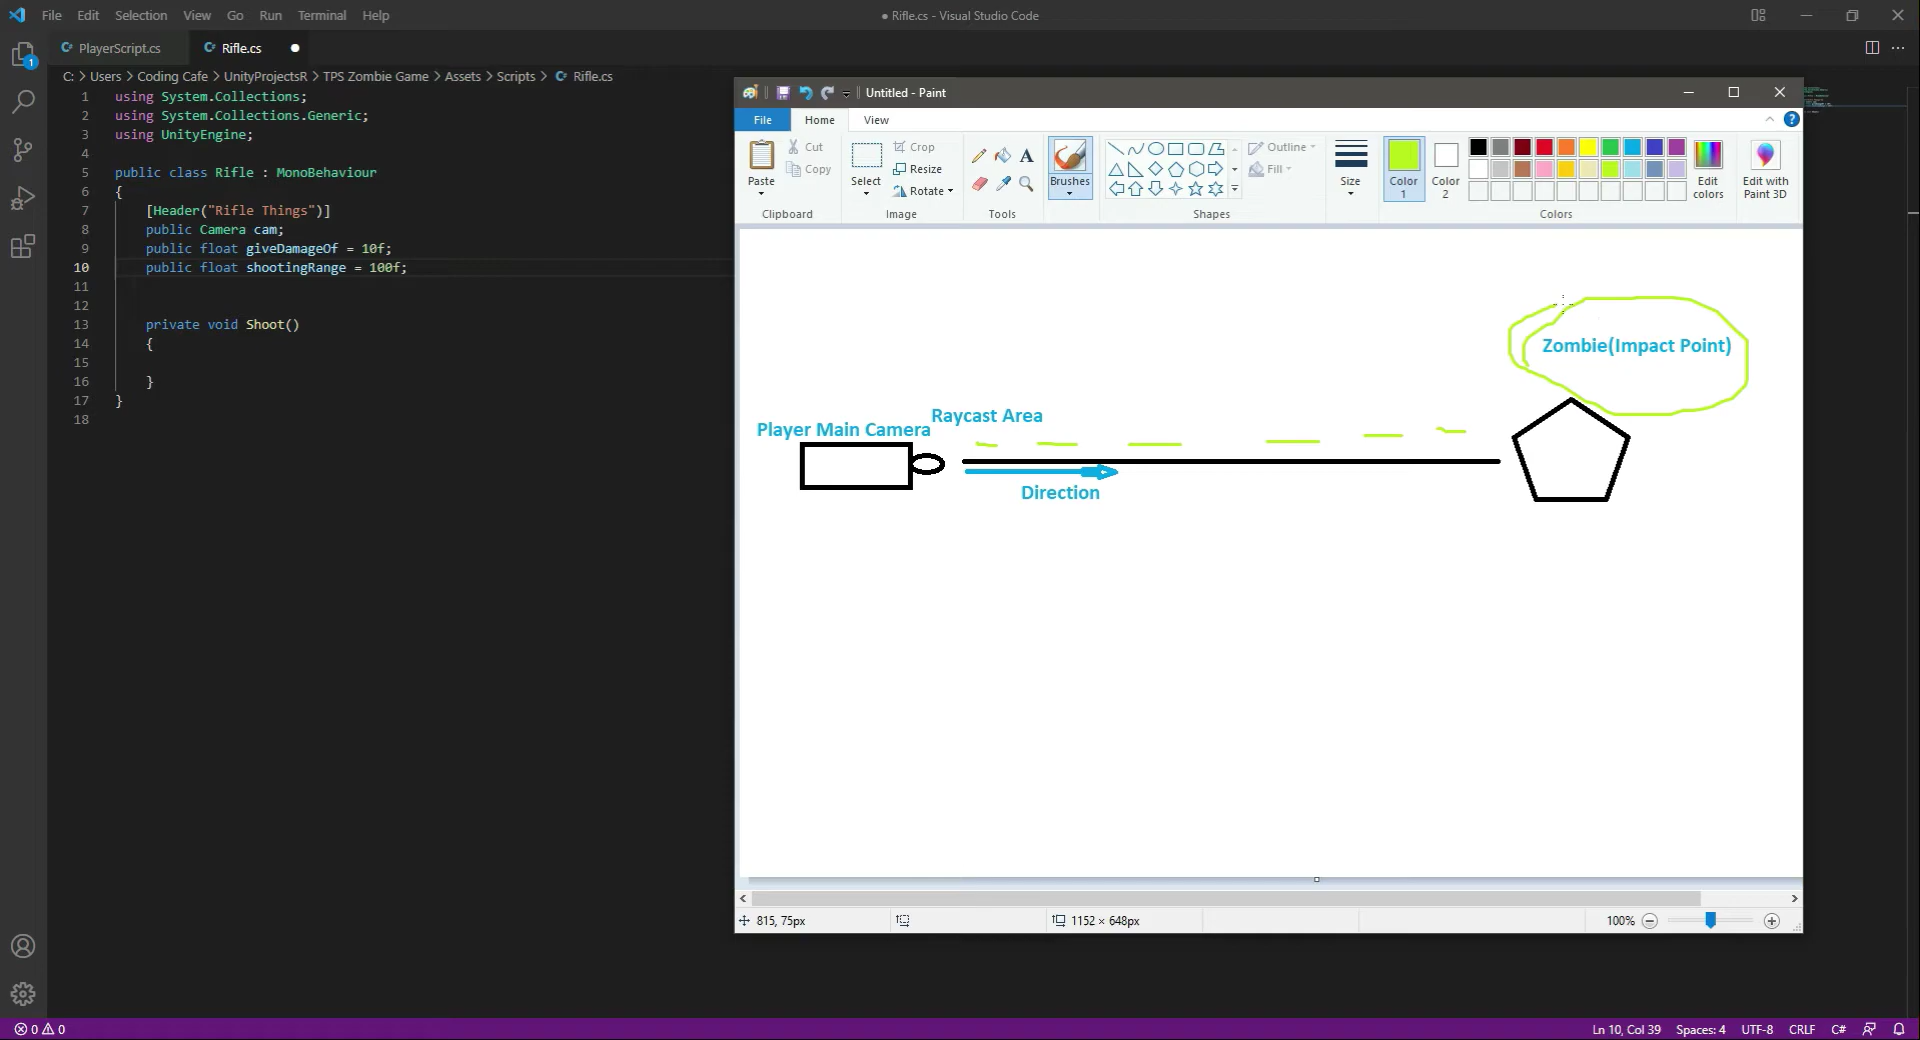 File Edit Selection View Go Run Terminal Help
● Rifle.cs - Visual Studio Code
PlayerScript.cs
Rifle.cs
C: > Users > Coding Cafe > UnityProjectsR > TPS Zombie Game > Assets > Scripts > Rifle.cs
1 using System.Collections;
2 using System.Collections.Generic;
3 using UnityEngine;
4
5 public class Rifle : MonoBehaviour
6 {
7 [Header("Rifle Things")]
8 public Camera cam;
9 public float giveDamageOf = 10f;
10 public float shootingRange = 100f;
11
12
13 private void Shoot()
14 {
15
16 }
17 }
18
1
Untitled - Paint
File Home View
Paste
Cut
Copy
Clipboard
Select
Crop
Resize
Rotate
Image
A
Tools
Brushes
Outline
Fill
Shapes
Size
Color 1
Color 2
Edit colors
Colors
Edit with Paint 3D
Zombie(Impact Point)
Raycast Area
Player Main Camera
Direction
815, 75px
1152 × 648px
100%
0 0
Ln 10, Col 39 Spaces: 4 UTF-8 CRLF C#